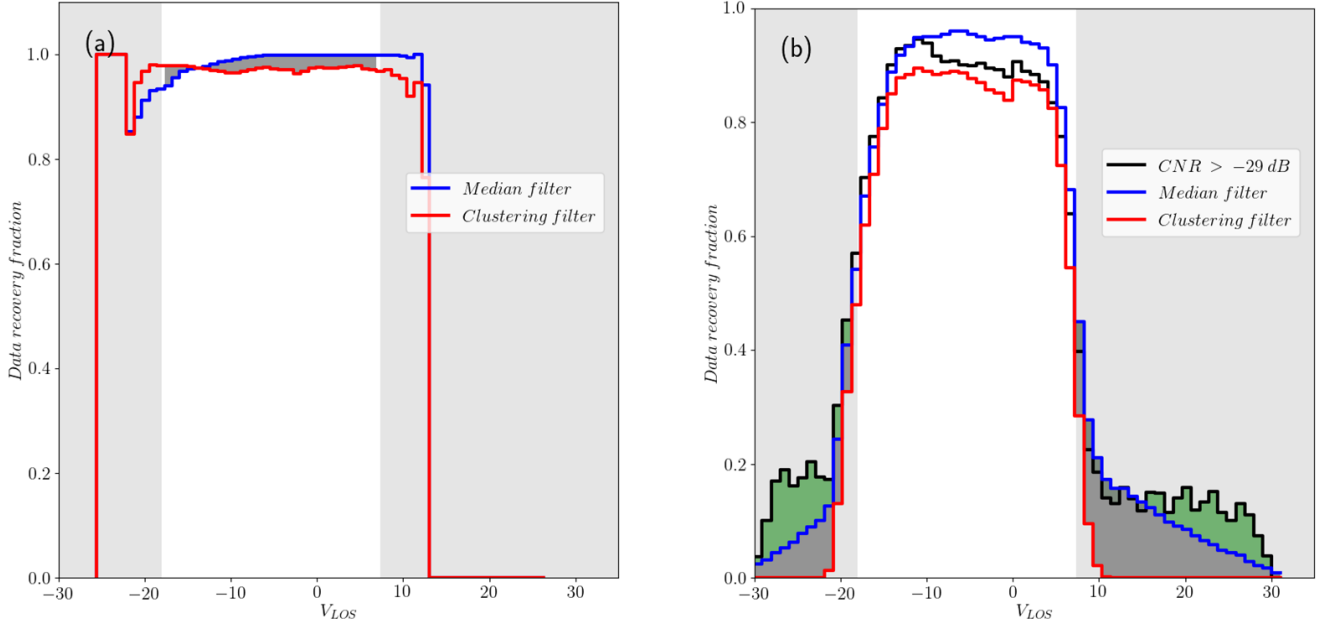 (a)
Data recovery fraction
1.0
0.8
0.6
0.4
0.2
0.0
Median filter
Clustering filter
−30
−20
−10
0
10
20
30
V_LOS
(b)
Data recovery fraction
1.0
0.8
0.6
0.4
0.2
0.0
CNR > −29 dB
Median filter
Clustering filter
−30
−20
−10
0
10
20
30
V_LOS